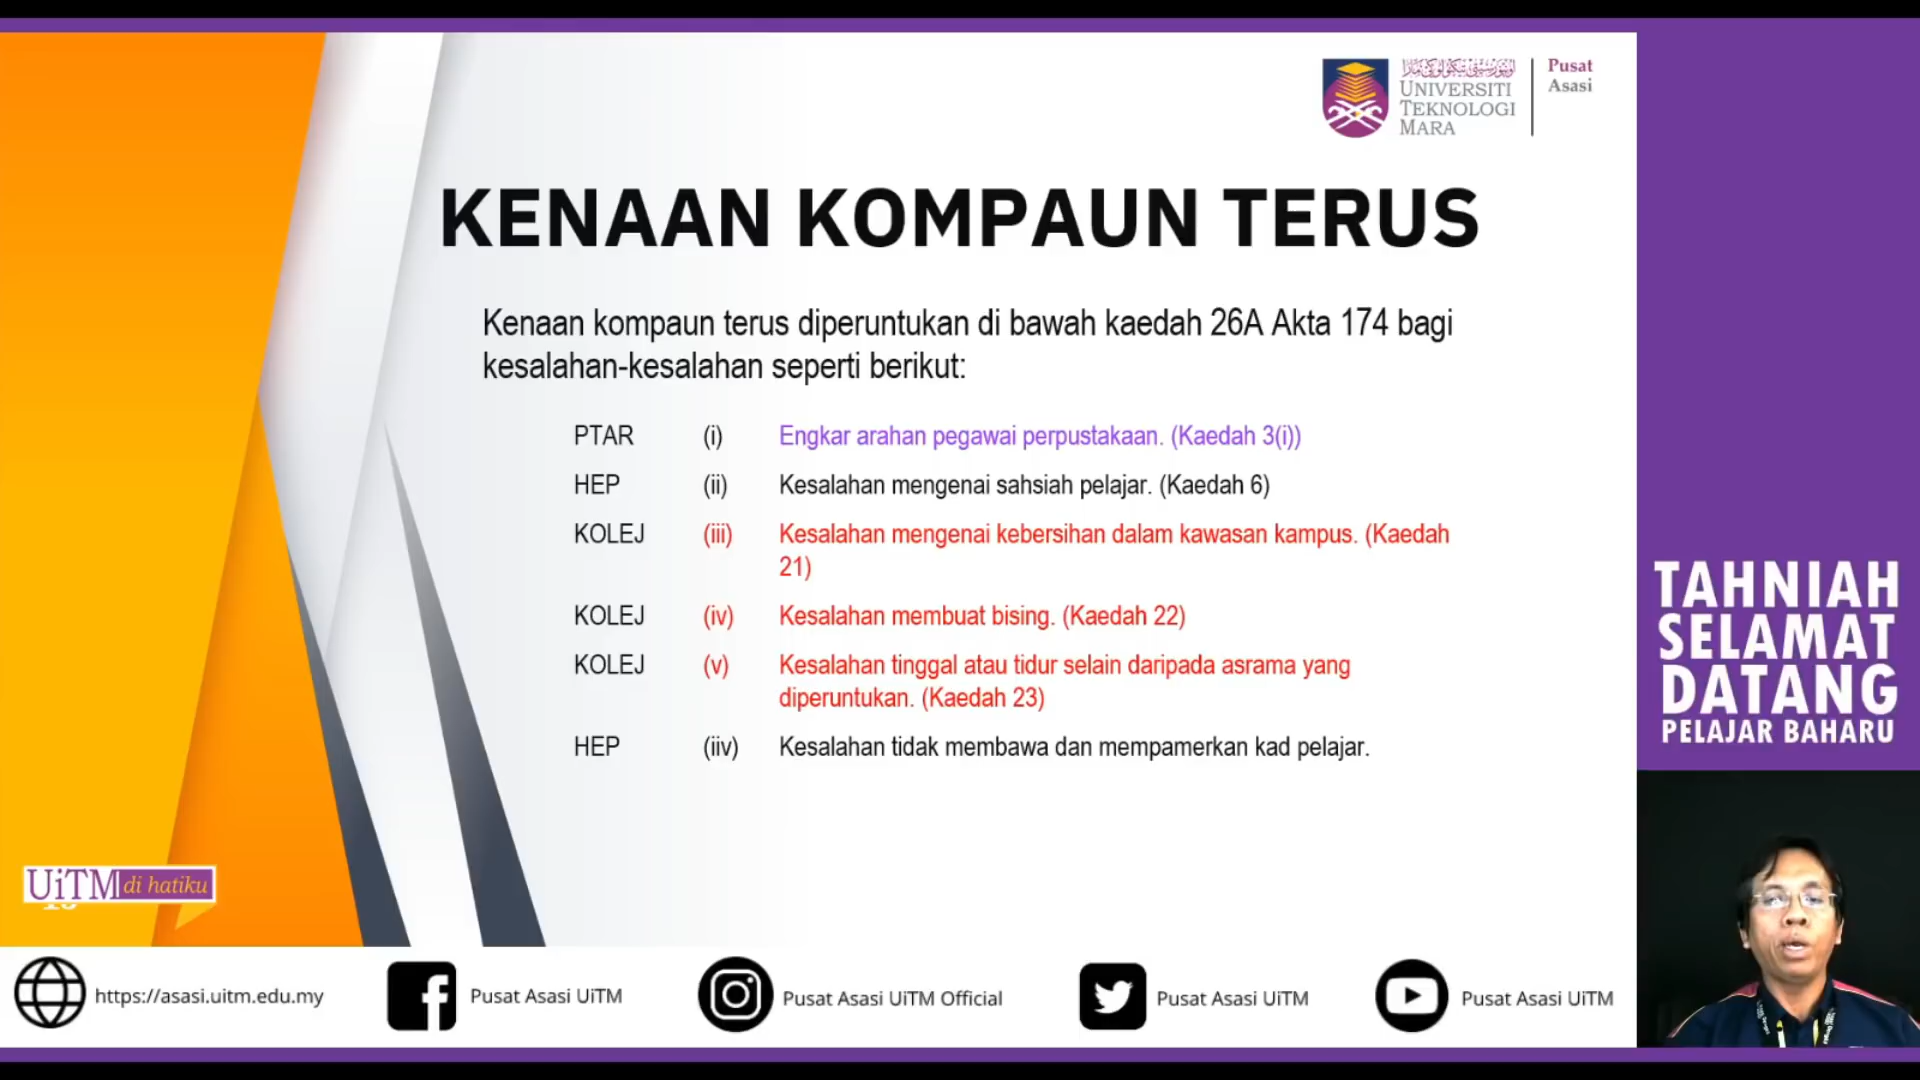 UNIVERSITI
TEKNOLOGI
MARA
Pusat
Asasi
KENAAN KOMPAUN TERUS
Kenaan kompaun terus diperuntukan di bawah kaedah 26A Akta 174 bagi
kesalahan-kesalahan seperti berikut:
PTAR (i) Engkar arahan pegawai perpustakaan. (Kaedah 3(i))
HEP (ii) Kesalahan mengenai sahsiah pelajar. (Kaedah 6)
KOLEJ (iii) Kesalahan mengenai kebersihan dalam kawasan kampus. (Kaedah
21)
KOLEJ (iv) Kesalahan membuat bising. (Kaedah 22)
KOLEJ (v) Kesalahan tinggal atau tidur selain daripada asrama yang
diperuntukan. (Kaedah 23)
HEP (iiv) Kesalahan tidak membawa dan mempamerkan kad pelajar.
TAHNIAH
SELAMAT
DATANG
PELAJAR BAHARU
UiTM di hatiku
https://asasi.uitm.edu.my
Pusat Asasi UiTM
Pusat Asasi UiTM Official
Pusat Asasi UiTM
Pusat Asasi UiTM